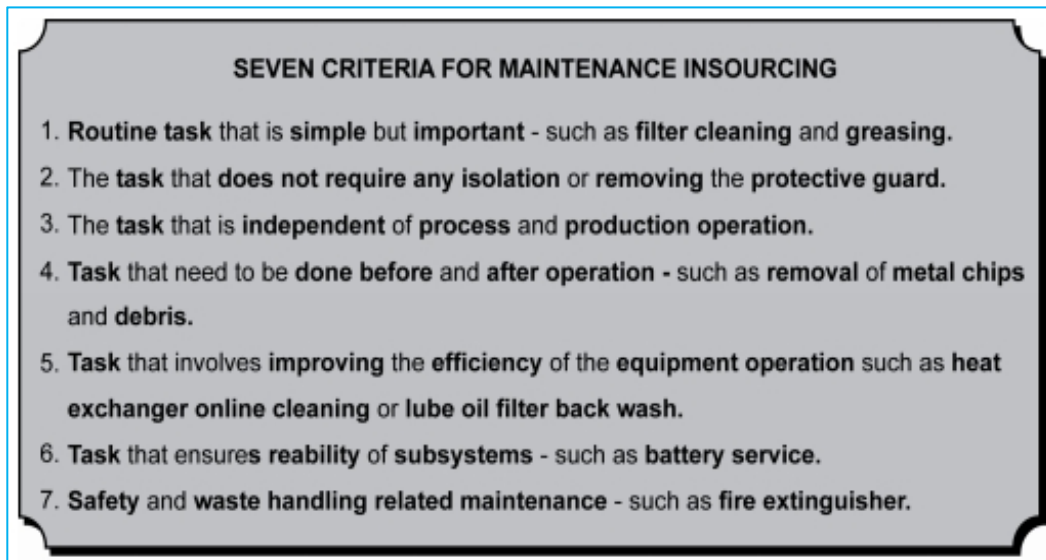 SEVEN CRITERIA FOR MAINTENANCE INSOURCING
1. Routine task that is simple but important - such as filter cleaning and greasing.
2. The task that does not require any isolation or removing the protective guard.
3. The task that is independent of process and production operation.
4. Task that need to be done before and after operation - such as removal of metal chips
and debris.
5. Task that involves improving the efficiency of the equipment operation such as heat
exchanger online cleaning or lube oil filter back wash.
6. Task that ensures reability of subsystems - such as battery service.
7. Safety and waste handling related maintenance - such as fire extinguisher.